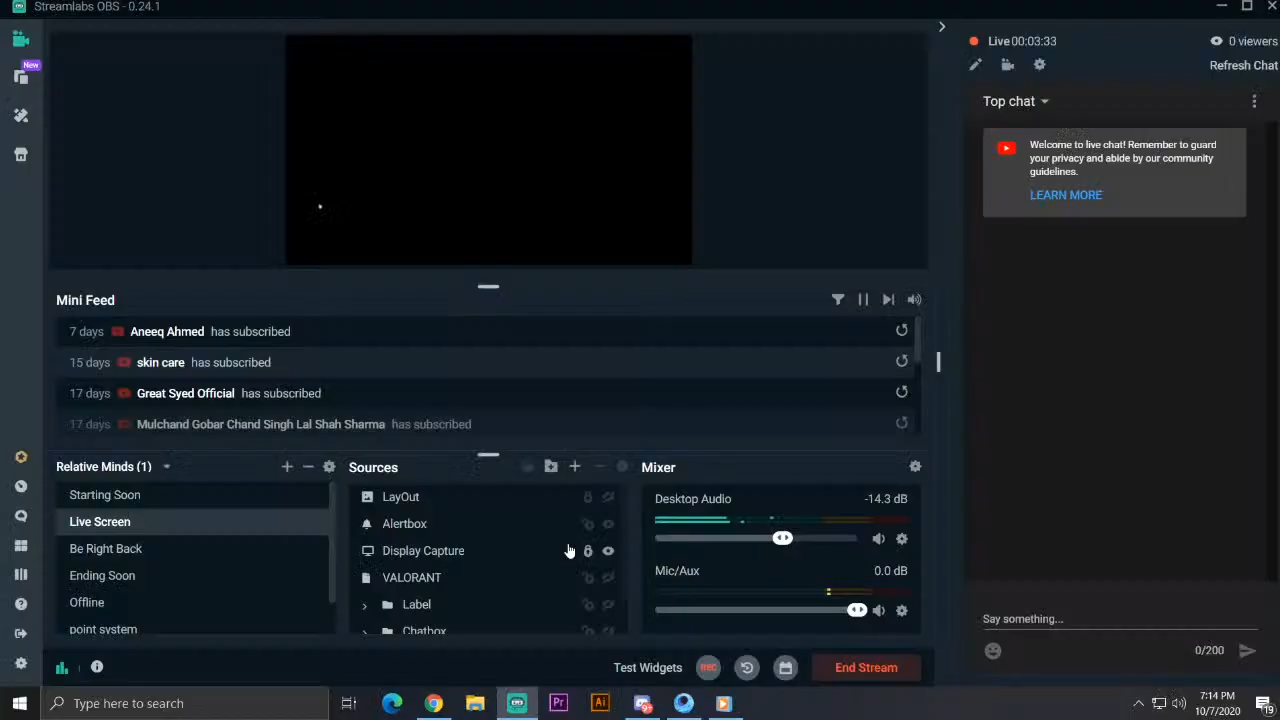 Streamlabs OBS - 0.24.1
New
Live 00:03:33
0 viewers
Refresh Chat
Top chat
Welcome to live chat! Remember to guard
your privacy and abide by our community
guidelines.
LEARN MORE
Mini Feed
7 days Aneeq Ahmed has subscribed
15 days skin care has subscribed
17 days Great Syed Official has subscribed
17 days Mulchand Gobar Chand Singh Lal Shah Sharma has subscribed
Relative Minds (1)
Starting Soon
Live Screen
Be Right Back
Ending Soon
Offline
point system
Sources
LayOut
Alertbox
Display Capture
VALORANT
Label
Chatbox
Mixer
Desktop Audio -14.3 dB
Mic/Aux 0.0 dB
Say something...
0/200
Test Widgets
REC
End Stream
Type here to search
Pr
Ai
9+
7:14 PM
10/7/2020
19